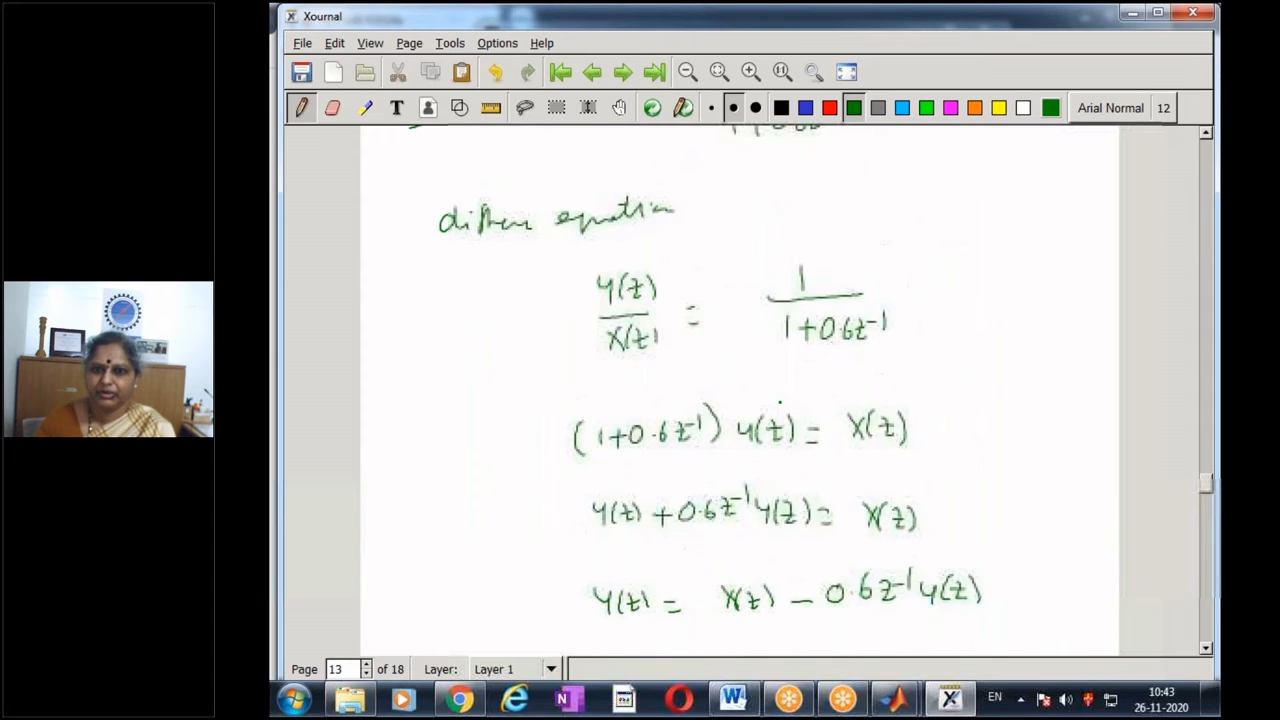 Xournal
File Edit View Page Tools Options Help
Arial Normal 12
equation
Y(z)
X(z)
=
1
1+0.6z⁻¹
(1+0.6z⁻¹) Y(z) = X(z)
Y(z) + 0.6z⁻¹Y(z) = X(z)
Y(z) = X(z) - 0.6z⁻¹Y(z)
Page 13 of 18 Layer: Layer 1
EN
10:43
26-11-2020